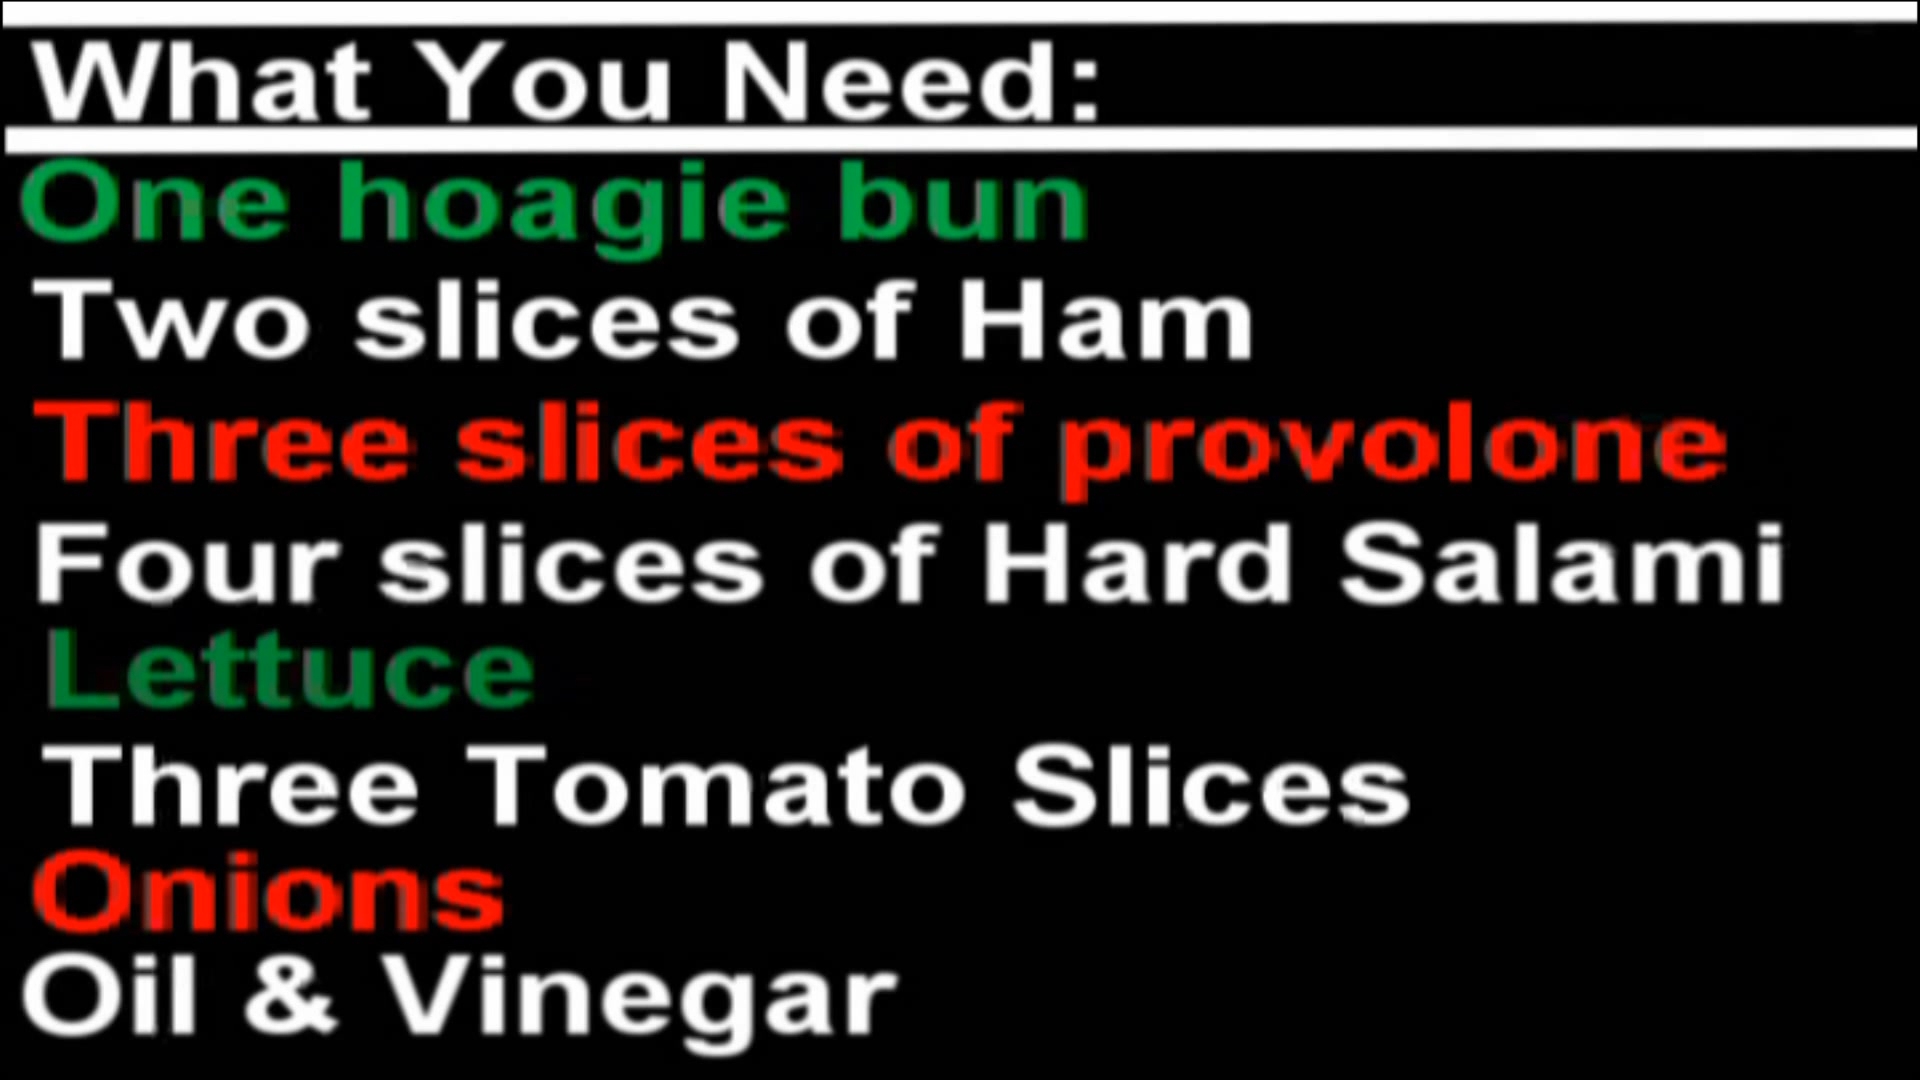 What You Need:
One hoagie bun
Two slices of Ham
Three slices of provolone
Four slices of Hard Salami
Lettuce
Three Tomato Slices
Onions
Oil & Vinegar